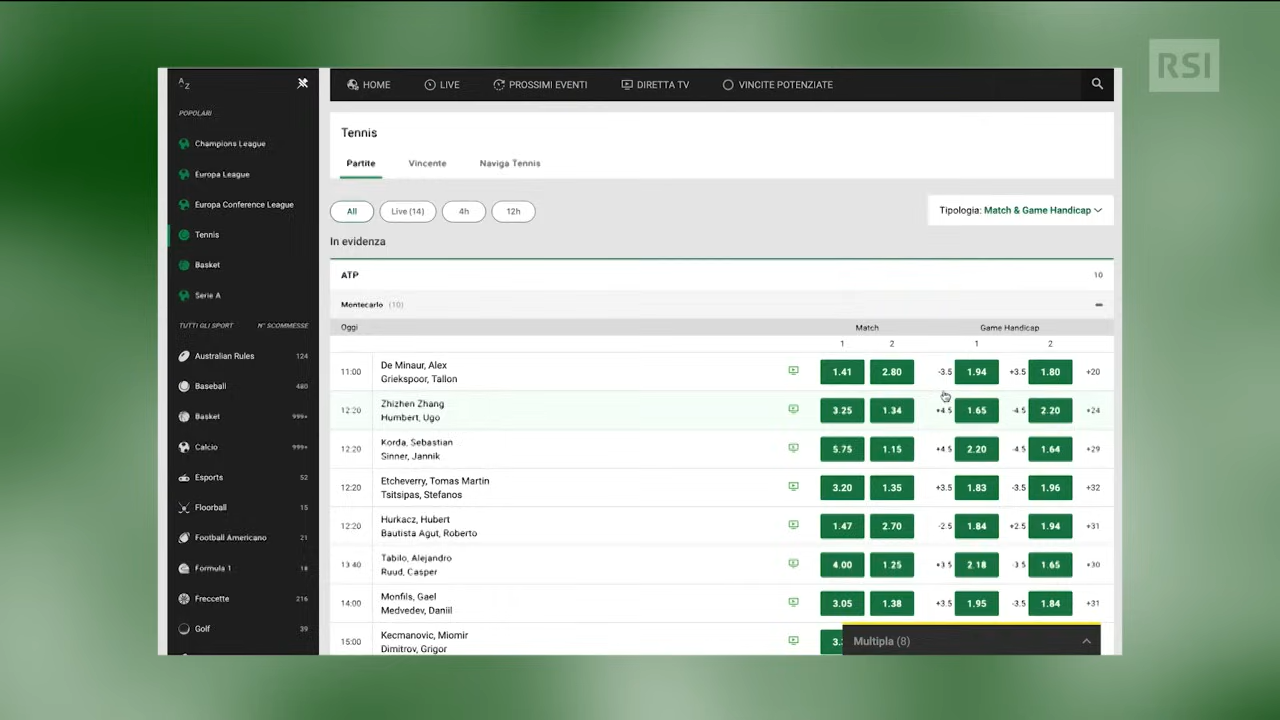 RSI
A Z
HOME LIVE PROSSIMI EVENTI DIRETTA TV VINCITE POTENZIATE
POPOLARI
Champions League
Europa League
Europa Conference League
Tennis
Basket
Serie A
TUTTI GLI SPORT N° SCOMMESSE
Australian Rules 124
Baseball 480
Basket 999+
Calcio 999+
Esports 52
Floorball 15
Football Americano 21
Formula 1 18
Freccette 216
Golf 39
Tennis
Partite Vincente Naviga Tennis
All Live (14) 4h 12h
Tipologia: Match & Game Handicap
In evidenza
ATP 10
Montecarlo (10)
Oggi Match Game Handicap
1 2 1 2
11:00 De Minaur, Alex 1.41 2.80 -3.5 1.94 +3.5 1.80 +20
Griekspoor, Tallon
12:20 Zhizhen Zhang 3.25 1.34 +4.5 1.65 -4.5 2.20 +24
Humbert, Ugo
12:20 Korda, Sebastian 5.75 1.15 +4.5 2.20 -4.5 1.64 +29
Sinner, Jannik
12:20 Etcheverry, Tomas Martin 3.20 1.35 +3.5 1.83 -3.5 1.96 +32
Tsitsipas, Stefanos
12:20 Hurkacz, Hubert 1.47 2.70 -2.5 1.84 +2.5 1.94 +31
Bautista Agut, Roberto
13:40 Tabilo, Alejandro 4.00 1.25 +3.5 2.18 -3.5 1.65 +30
Ruud, Casper
14:00 Monfils, Gael 3.05 1.38 +3.5 1.95 -3.5 1.84 +31
Medvedev, Daniil
15:00 Kecmanovic, Miomir
Dimitrov, Grigor
Multipla (8)